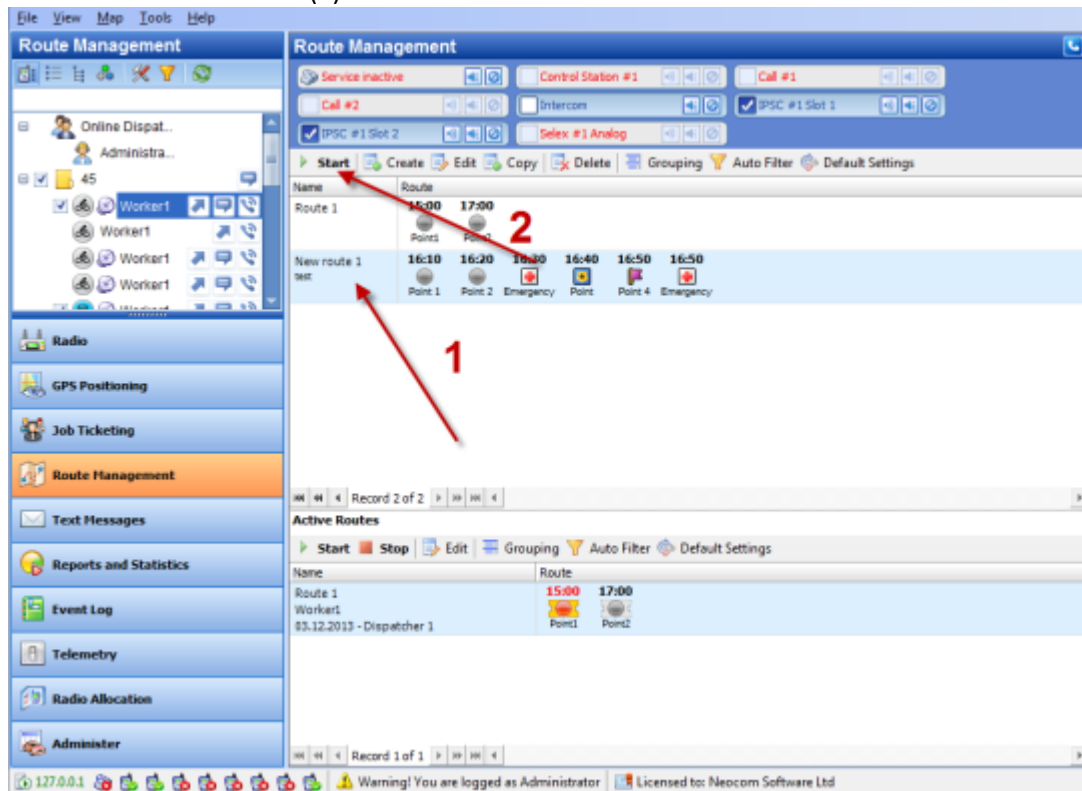 File View Map Tools Help
Route Management
Route Management
Service inactive
Control Station #1
Call #1
Call #2
Intercom
IPSC #1 Slot 1
IPSC #1 Slot 2
Selex #1 Analog
Online Dispat...
Administra...
45
Worker1
Worker1
Worker1
Worker1
Start Create Edit Copy Delete Grouping Auto Filter Default Settings
Name Route
Route 1
15:00 17:00
Point1 Point2
2
New route 1
test
16:10 16:20 16:30 16:40 16:50 16:50
Point 1 Point 2 Emergency Point Point 4 Emergency
1
Radio
GPS Positioning
Job Ticketing
Route Management
Text Messages
Reports and Statistics
Event Log
Telemetry
Radio Allocation
Administer
Record 2 of 2
Active Routes
Start Stop Edit Grouping Auto Filter Default Settings
Name Route
Route 1
Worker1
03.12.2013 - Dispatcher 1
15:00 17:00
Point1 Point2
Record 1 of 1
127.0.0.1 Warning! You are logged as Administrator Licensed to: Neocom Software Ltd